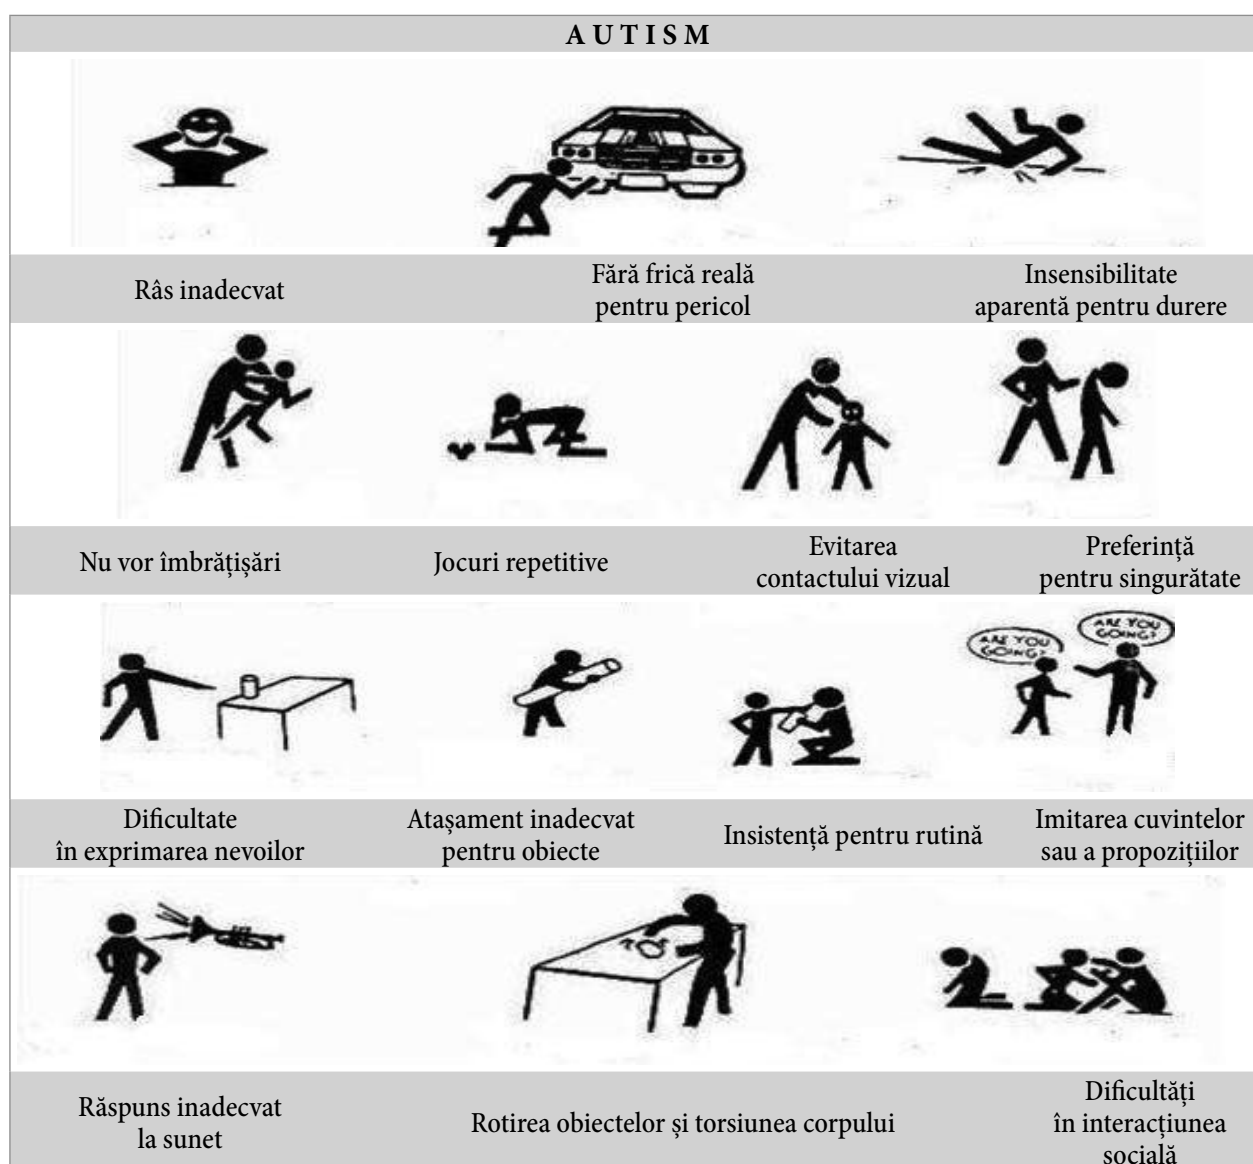 AUTISM
Râs inadecvat
Fără frică reală
pentru pericol
Insensibilitate
aparentă pentru durere
Nu vor îmbrățișări
Jocuri repetitive
Evitarea
contactului vizual
Preferință
pentru singurătate
ARE YOU
GOING?
ARE YOU
GOING?
Dificultate
în exprimarea nevoilor
Atașament inadecvat
pentru obiecte
Insistență pentru rutină
Imitarea cuvintelor
sau a propozițiilor
Răspuns inadecvat
la sunet
Rotirea obiectelor și torsiunea corpului
Dificultăți
în interacțiunea
socială